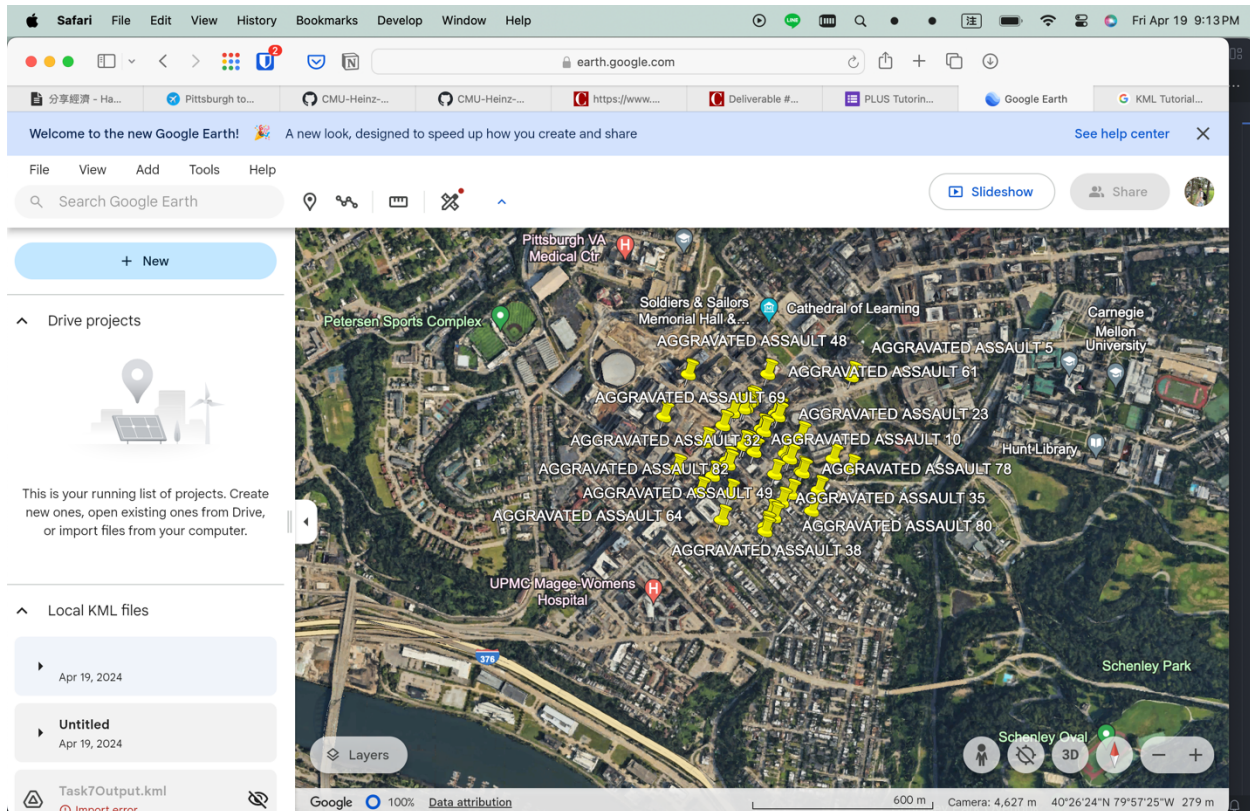 Safari File Edit View History Bookmarks Develop Window Help
注 Fri Apr 19 9:13 PM
2
earth.google.com
分享經濟 - Ha...
Pittsburgh to...
CMU-Heinz-...
CMU-Heinz-...
https://www....
Deliverable #...
PLUS Tutorin...
Google Earth
KML Tutorial...
Welcome to the new Google Earth! 🎉 A new look, designed to speed up how you create and share
See help center
File View Add Tools Help
Search Google Earth
Slideshow
Share
+ New
Drive projects
This is your running list of projects. Create
new ones, open existing ones from Drive,
or import files from your computer.
Local KML files
Apr 19, 2024
Untitled
Apr 19, 2024
Task7Output.kml
Import error
Pittsburgh VA
Medical Ctr
H
Soldiers & Sailors
Memorial Hall &...
Cathedral of Learning
Petersen Sports Complex
Carnegie
Mellon
University
AGGRAVATED ASSAULT 48
AGGRAVATED ASSAULT 5
AGGRAVATED ASSAULT 61
AGGRAVATED ASSAULT 69
AGGRAVATED ASSAULT 23
AGGRAVATED ASSAULT 32
AGGRAVATED ASSAULT 10
Hunt Library
AGGRAVATED ASSAULT 82
AGGRAVATED ASSAULT 78
AGGRAVATED ASSAULT 49
AGGRAVATED ASSAULT 35
AGGRAVATED ASSAULT 64
AGGRAVATED ASSAULT 80
AGGRAVATED ASSAULT 38
UPMC Magee-Womens
Hospital
H
376
Schenley Park
Schenley Oval
Layers
3D
Google 100% Data attribution
600 m Camera: 4,627 m 40°26'24"N 79°57'25"W 279 m